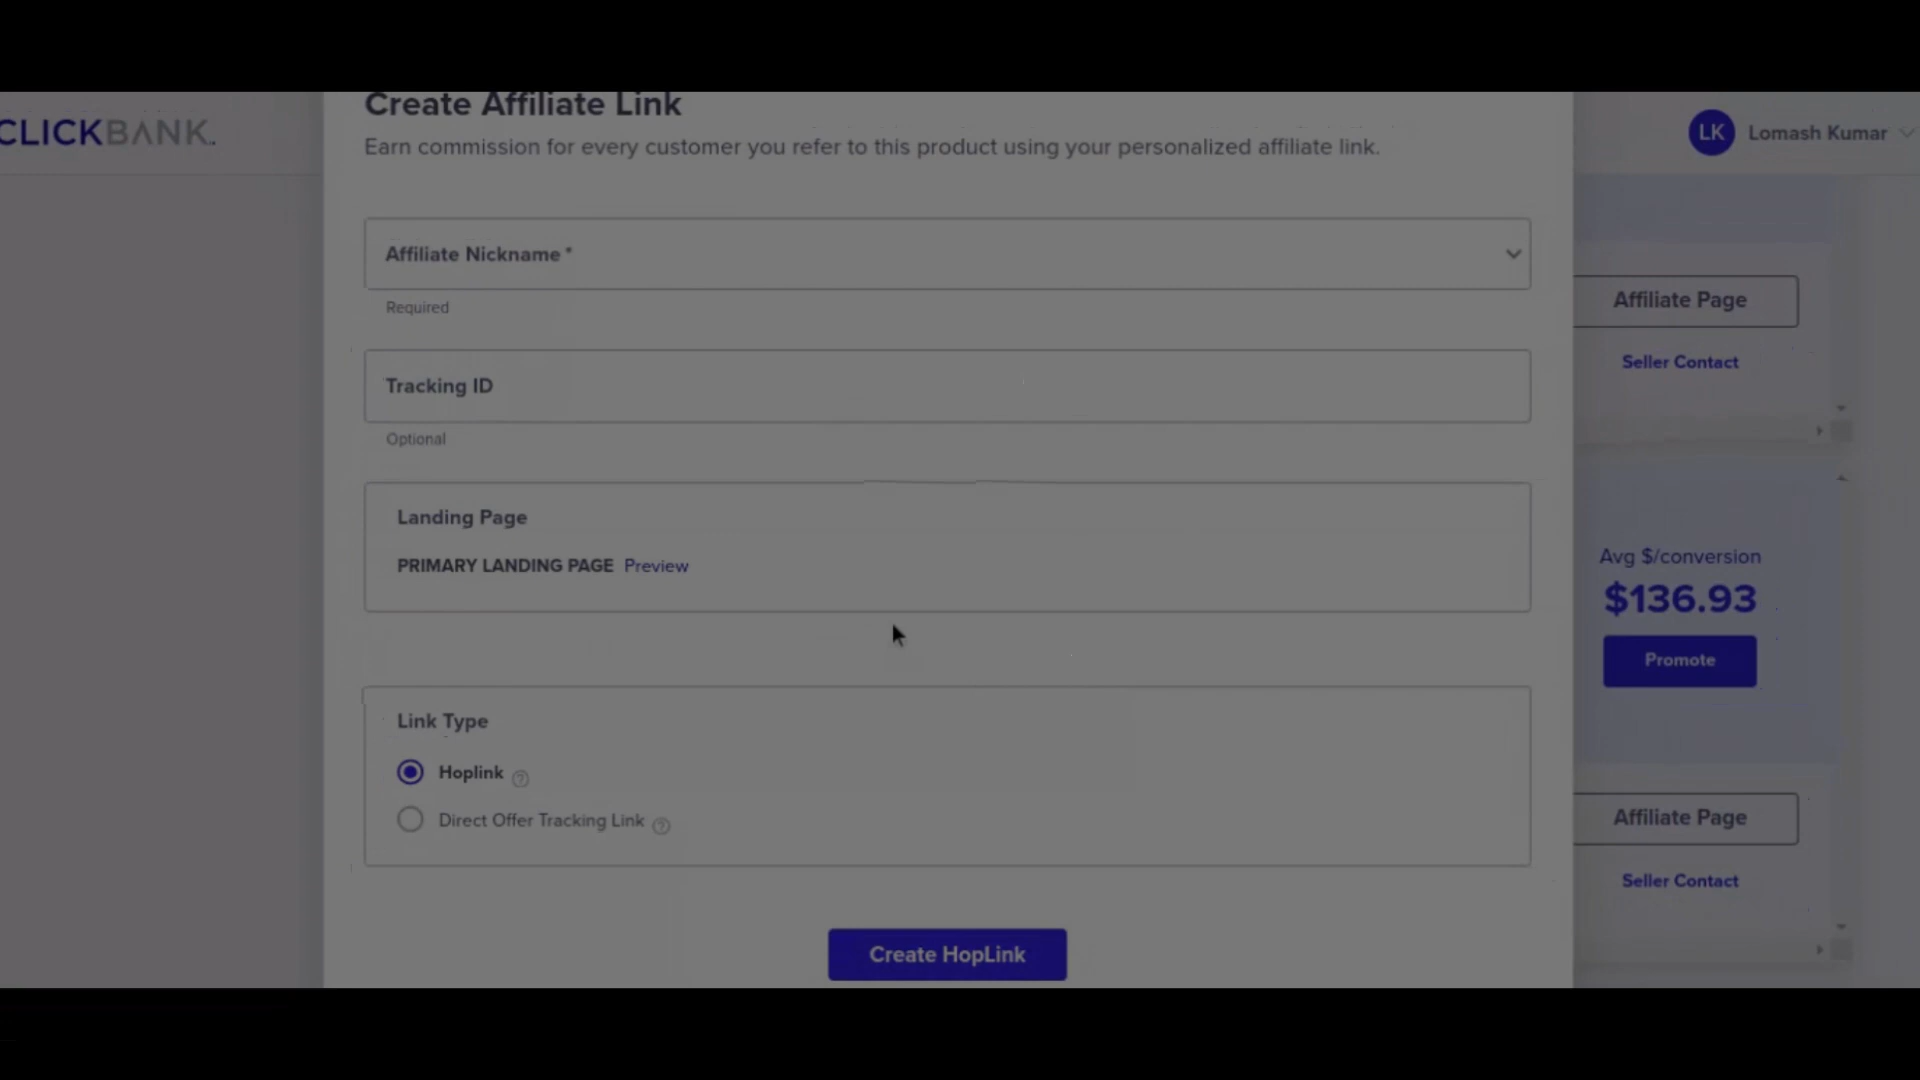 Create Affiliate Link
CLICKBANK.
LK Lomash Kumar
Earn commission for every customer you refer to this product using your personalized affiliate link.
Affiliate Nickname *
Required
Affiliate Page
Seller Contact
Tracking ID
Optional
Landing Page
PRIMARY LANDING PAGE Preview
Avg $/conversion
$136.93
Promote
Link Type
Hoplink ?
Direct Offer Tracking Link ?
Affiliate Page
Seller Contact
Create HopLink